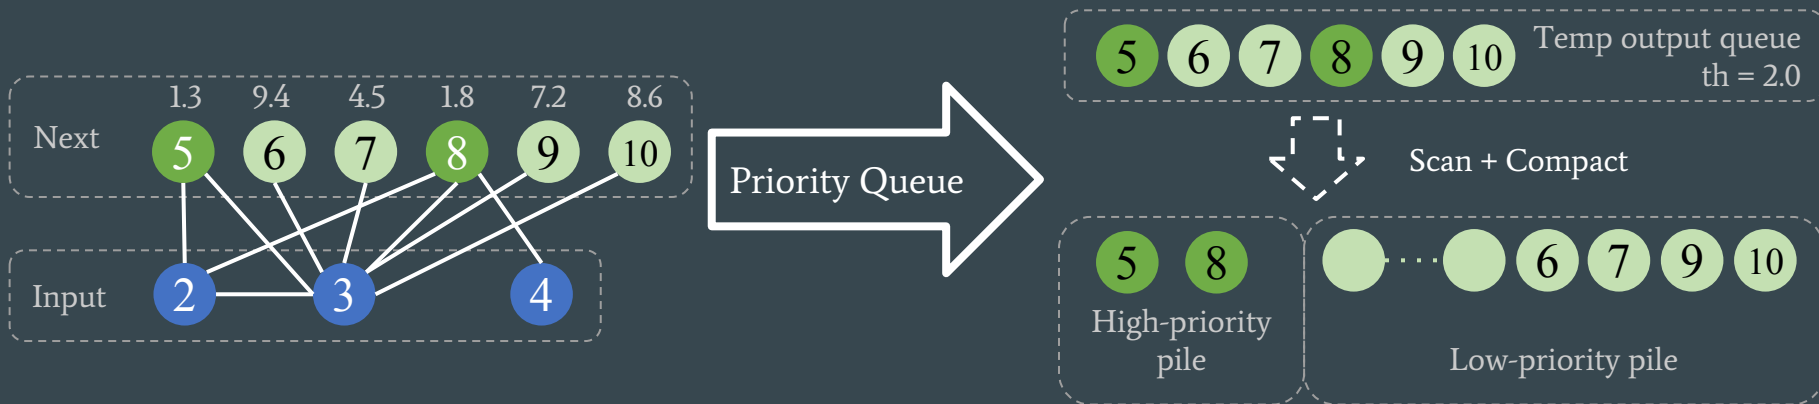 1.3 9.4 4.5 1.8 7.2 8.6
Next
5 6 7 8 9 10
Input
2 3 4
Priority Queue
5 6 7 8 9 10
Temp output queue
th = 2.0
Scan + Compact
5 8
High-priority
pile
6 7 9 10
Low-priority pile